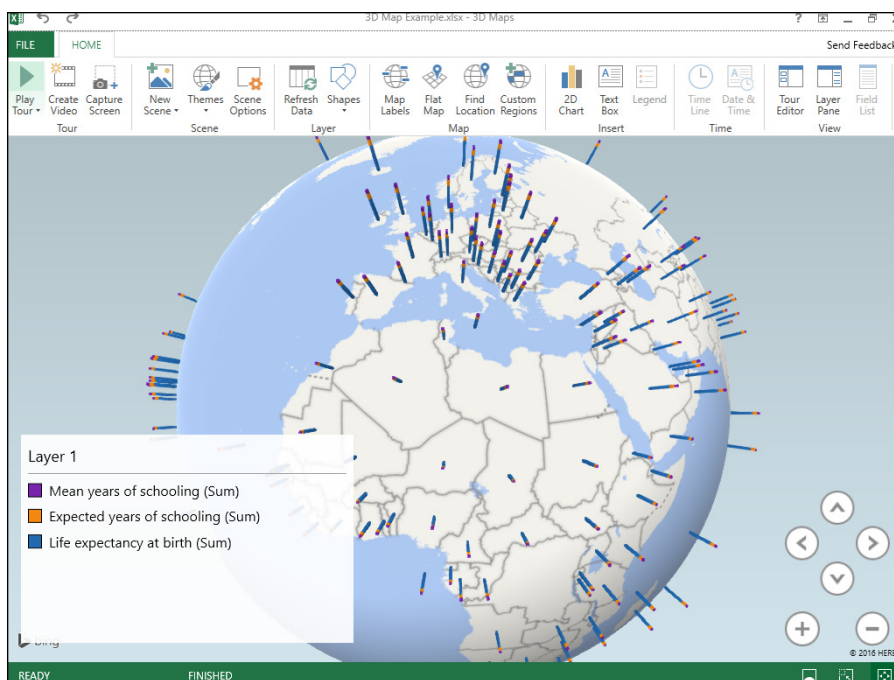 3D Map Example.xlsx - 3D Maps
FILE HOME Send Feedback
Play Tour
Create Video
Capture Screen
Tour
New Scene
Themes
Scene Options
Scene
Refresh Data
Shapes
Layer
Map Labels
Flat Map
Find Location
Custom Regions
Map
2D Chart
Text Box
Legend
Insert
Time Line
Date & Time
Time
Tour Editor
Layer Pane
Field List
View
Layer 1
Mean years of schooling (Sum)
Expected years of schooling (Sum)
Life expectancy at birth (Sum)
bing
© 2016 HERE
READY FINISHED